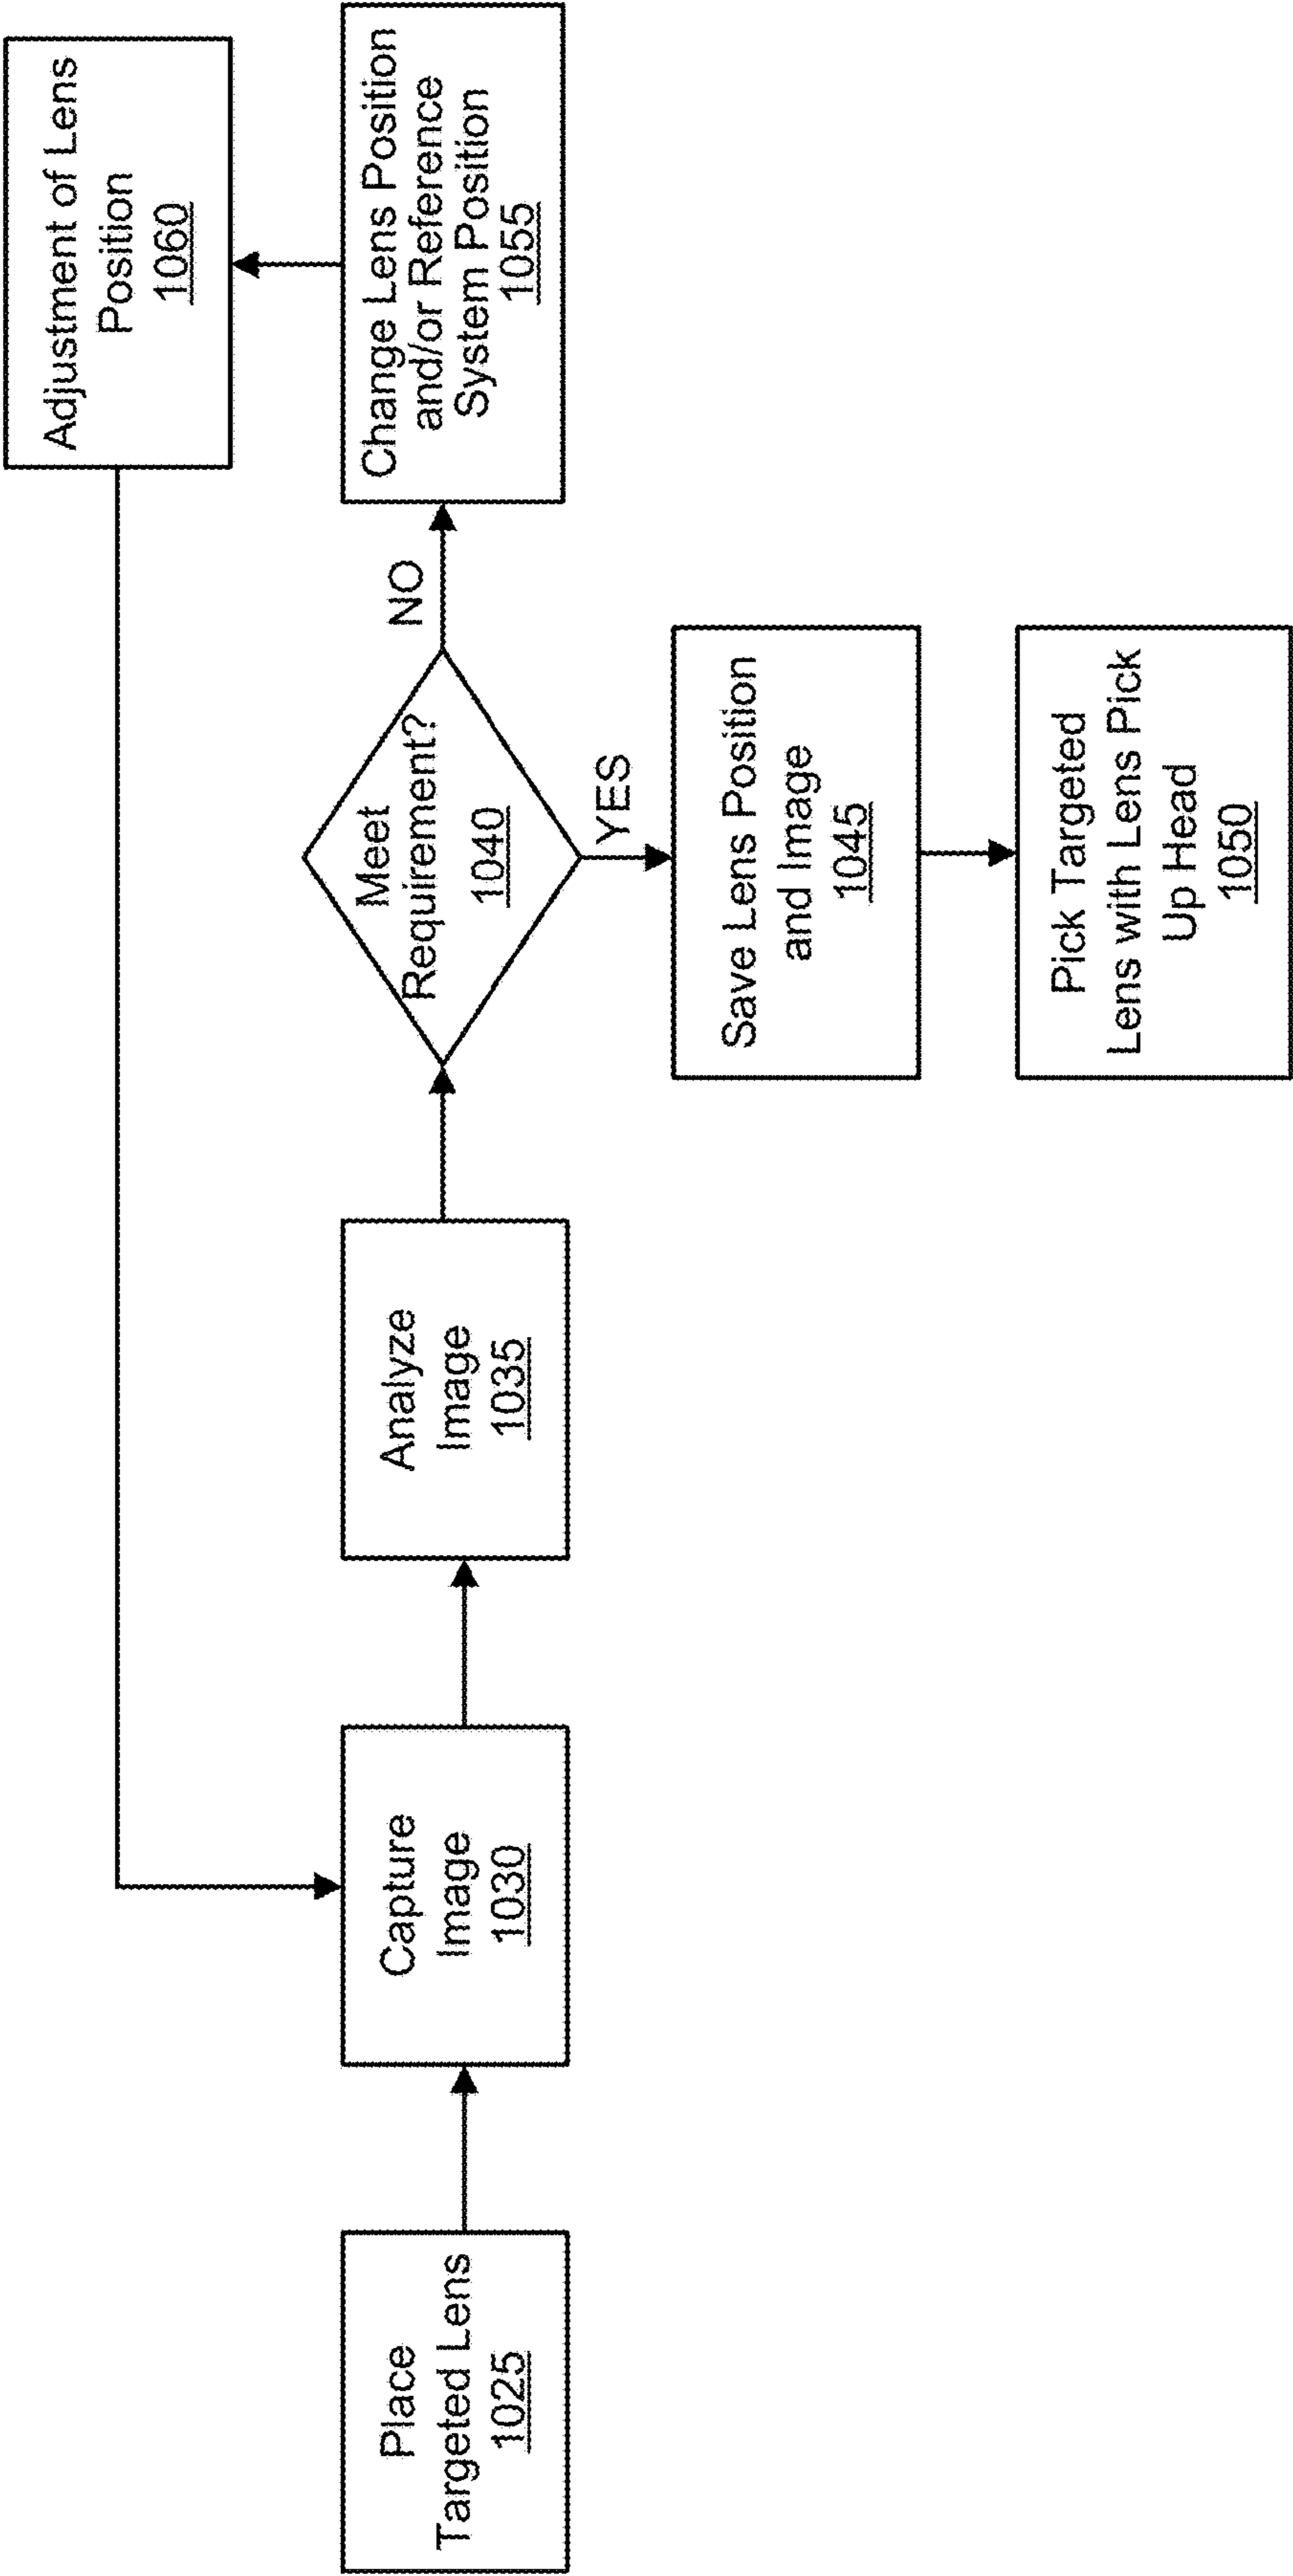 Place
Targeted Lens
1025
Capture
Image
1030
Analyze
Image
1035
Meet
Requirement?
1040
NO
YES
Save Lens Position
and Image
1045
Pick Targeted
Lens with Lens Pick
Up Head
1050
Change Lens Position
and/or Reference
System Position
1055
Adjustment of Lens
Position
1060